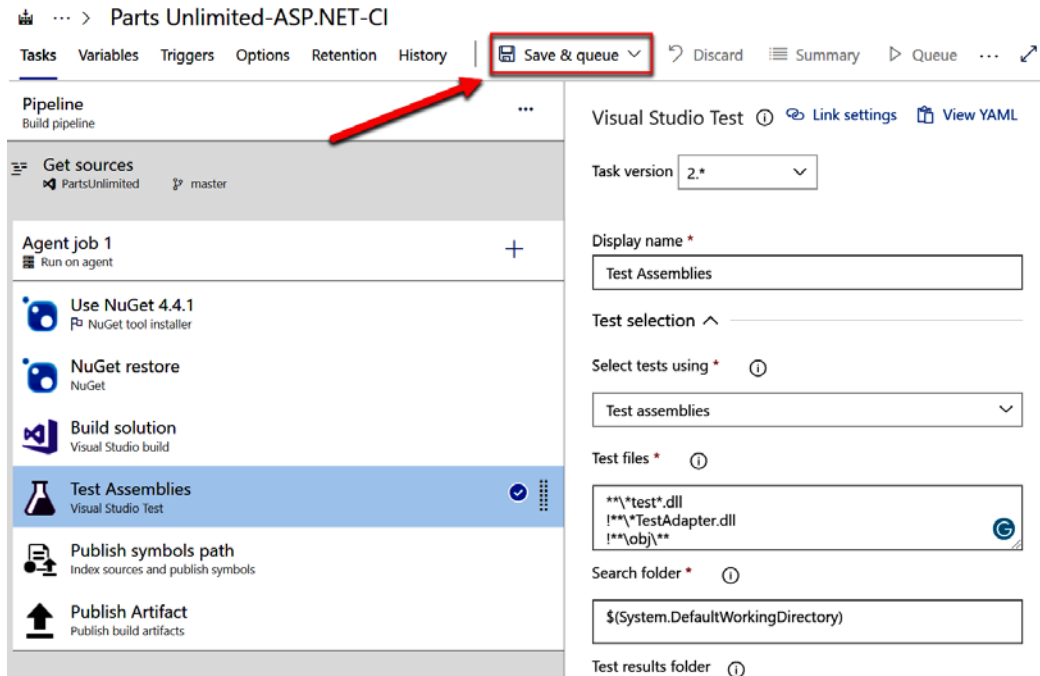 ··· > Parts Unlimited-ASP.NET-CI
Tasks Variables Triggers Options Retention History Save & queue Discard Summary Queue ···
Pipeline
Build pipeline
Get sources
PartsUnlimited master
Agent job 1
Run on agent
Use NuGet 4.4.1
NuGet tool installer
NuGet restore
NuGet
Build solution
Visual Studio build
Test Assemblies
Visual Studio Test
Publish symbols path
Index sources and publish symbols
Publish Artifact
Publish build artifacts
Visual Studio Test Link settings View YAML
Task version 2.*
Display name *
Test Assemblies
Test selection
Select tests using *
Test assemblies
Test files *
**\*test*.dll
!**\*TestAdapter.dll
!**\obj\**
Search folder *
$(System.DefaultWorkingDirectory)
Test results folder